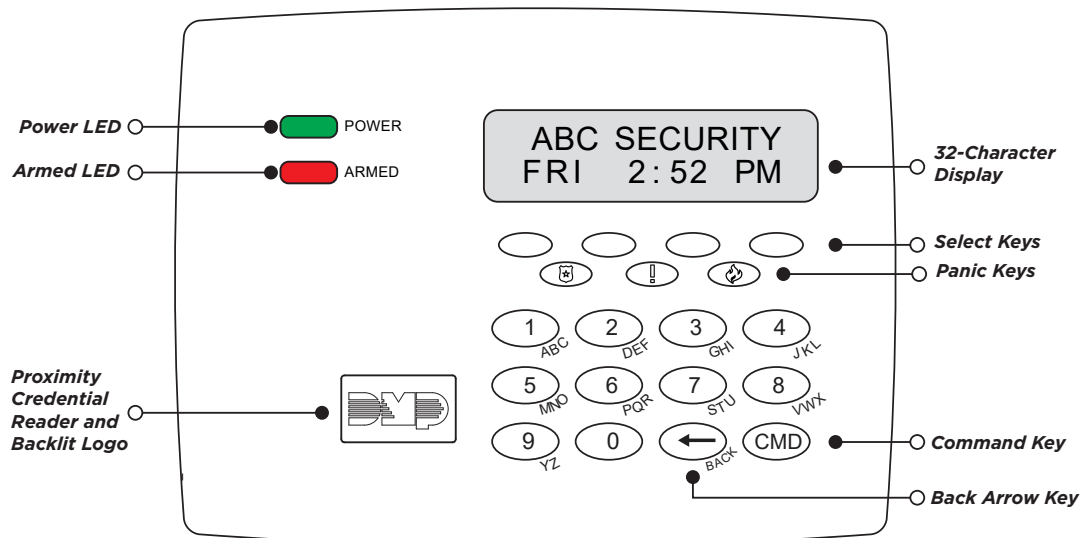 Power LED
POWER
Armed LED
ARMED
ABC SECURITY
FRI 2:52 PM
32-Character
Display
Select Keys
Panic Keys
1 ABC
2 DEF
3 GHI
4 JKL
5 MNO
6 PQR
7 STU
8 VWX
9 YZ
0
BACK
CMD
Proximity
Credential
Reader and
Backlit Logo
DMP
Command Key
Back Arrow Key